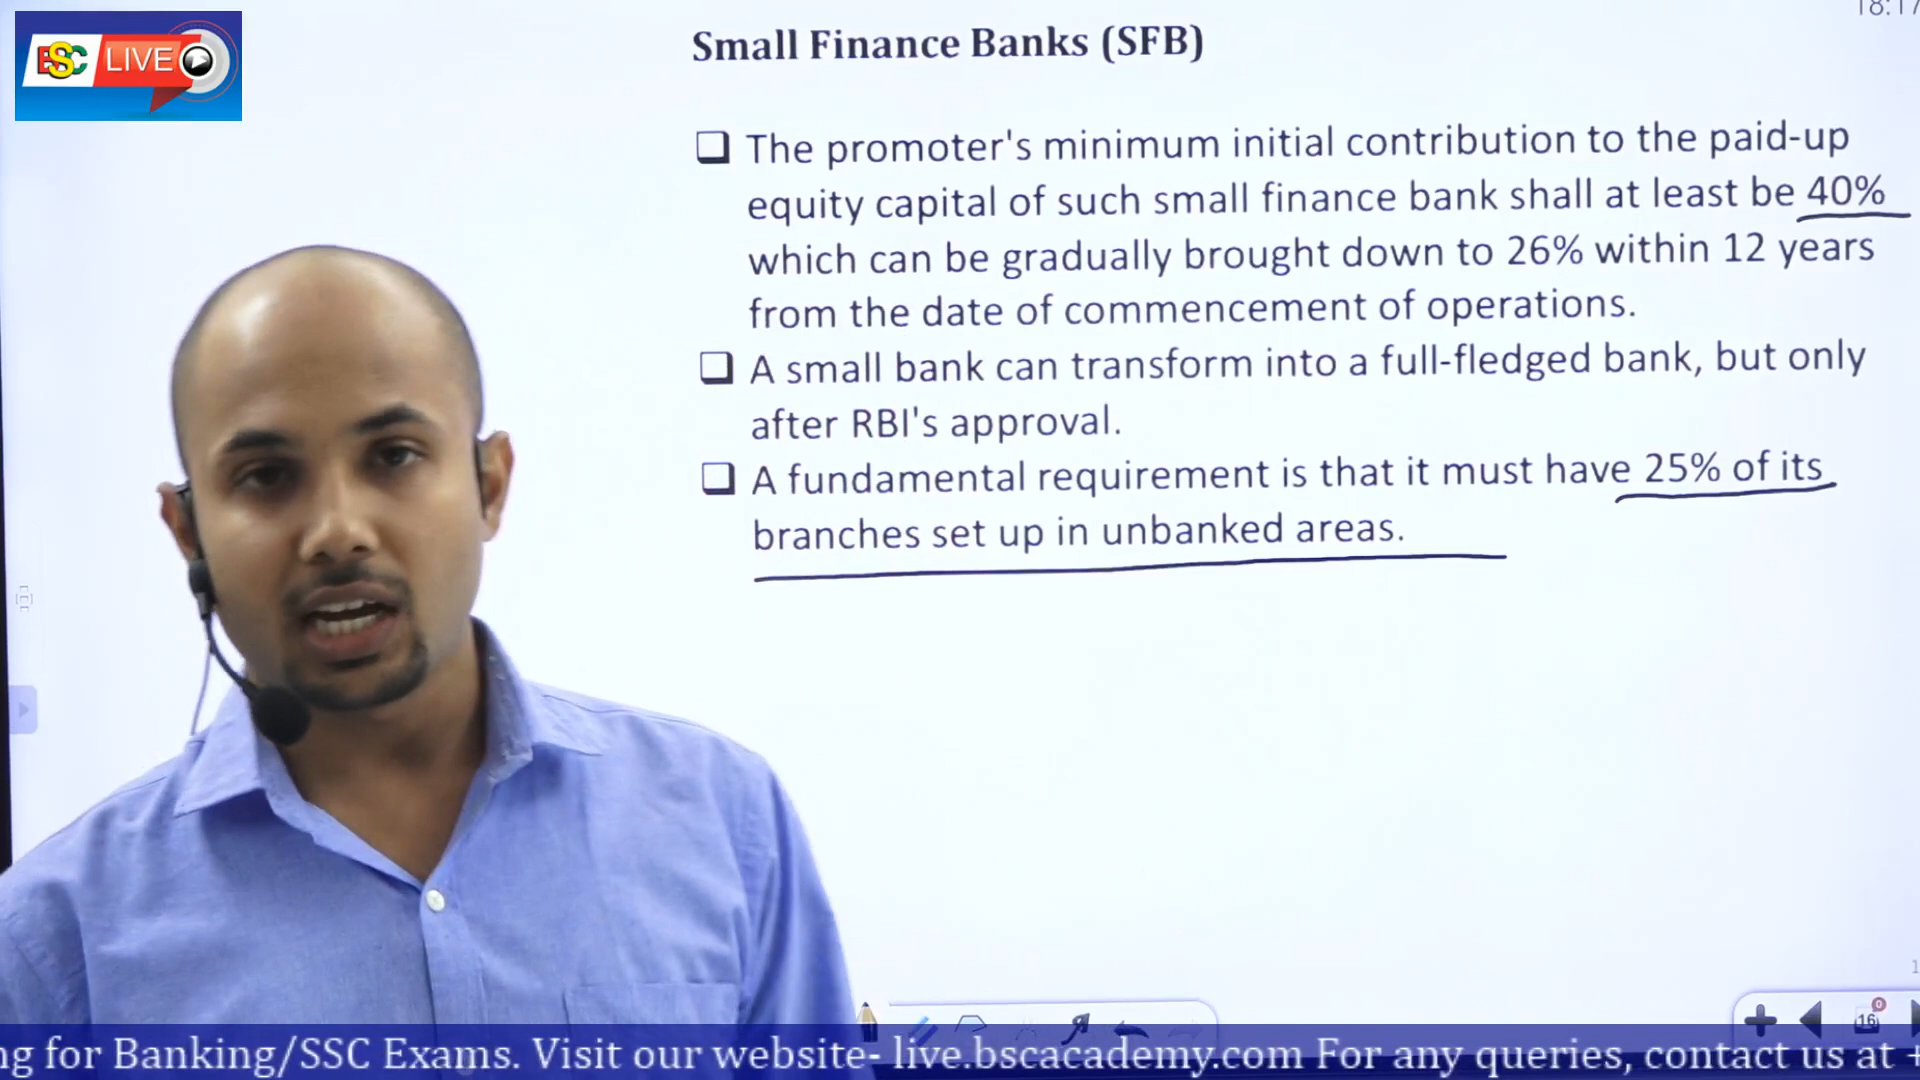 BSC LIVE
18:17
Small Finance Banks (SFB)
❑ The promoter's minimum initial contribution to the paid-up
equity capital of such small finance bank shall at least be 40%
which can be gradually brought down to 26% within 12 years
from the date of commencement of operations.
❑ A small bank can transform into a full-fledged bank, but only
after RBI's approval.
❑ A fundamental requirement is that it must have 25% of its
branches set up in unbanked areas.
16
0
ng for Banking/SSC Exams. Visit our website- live.bscacademy.com For any queries, contact us at +